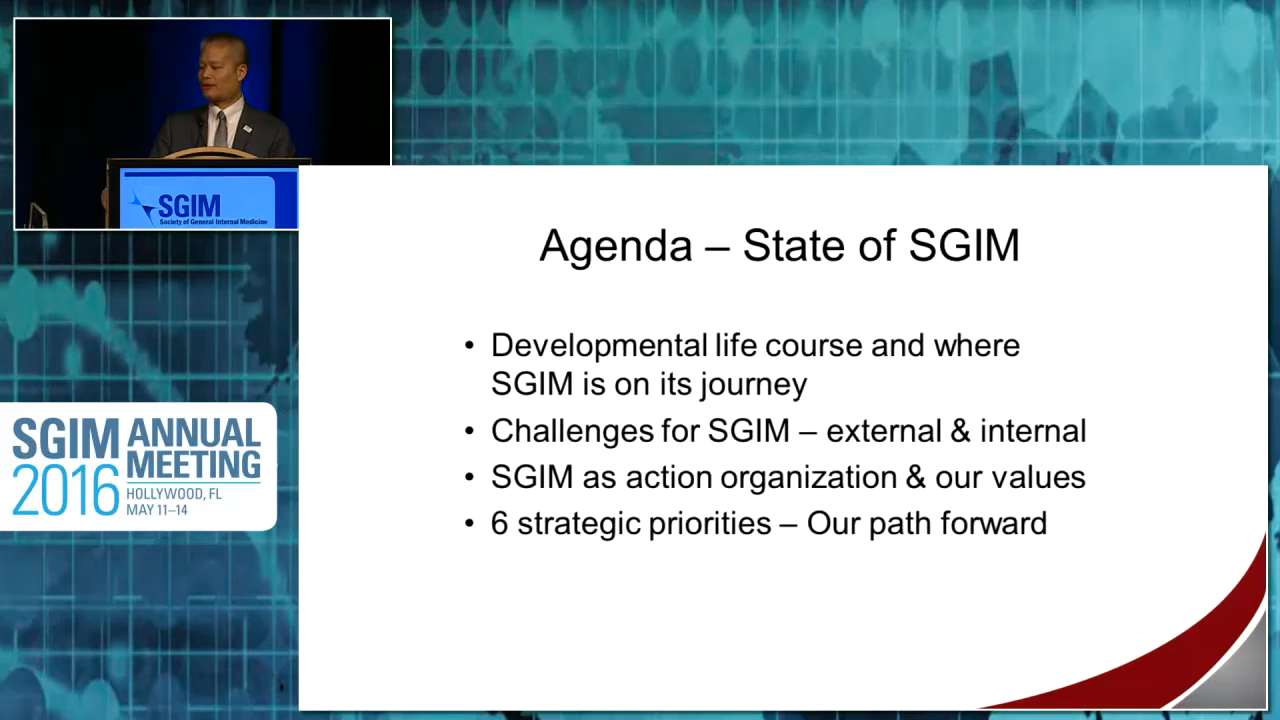 SGIM
Society of General Internal Medicine
Agenda – State of SGIM
• Developmental life course and where
SGIM is on its journey
• Challenges for SGIM – external & internal
• SGIM as action organization & our values
• 6 strategic priorities – Our path forward
SGIM ANNUAL
MEETING
2016
HOLLYWOOD, FL
MAY 11–14